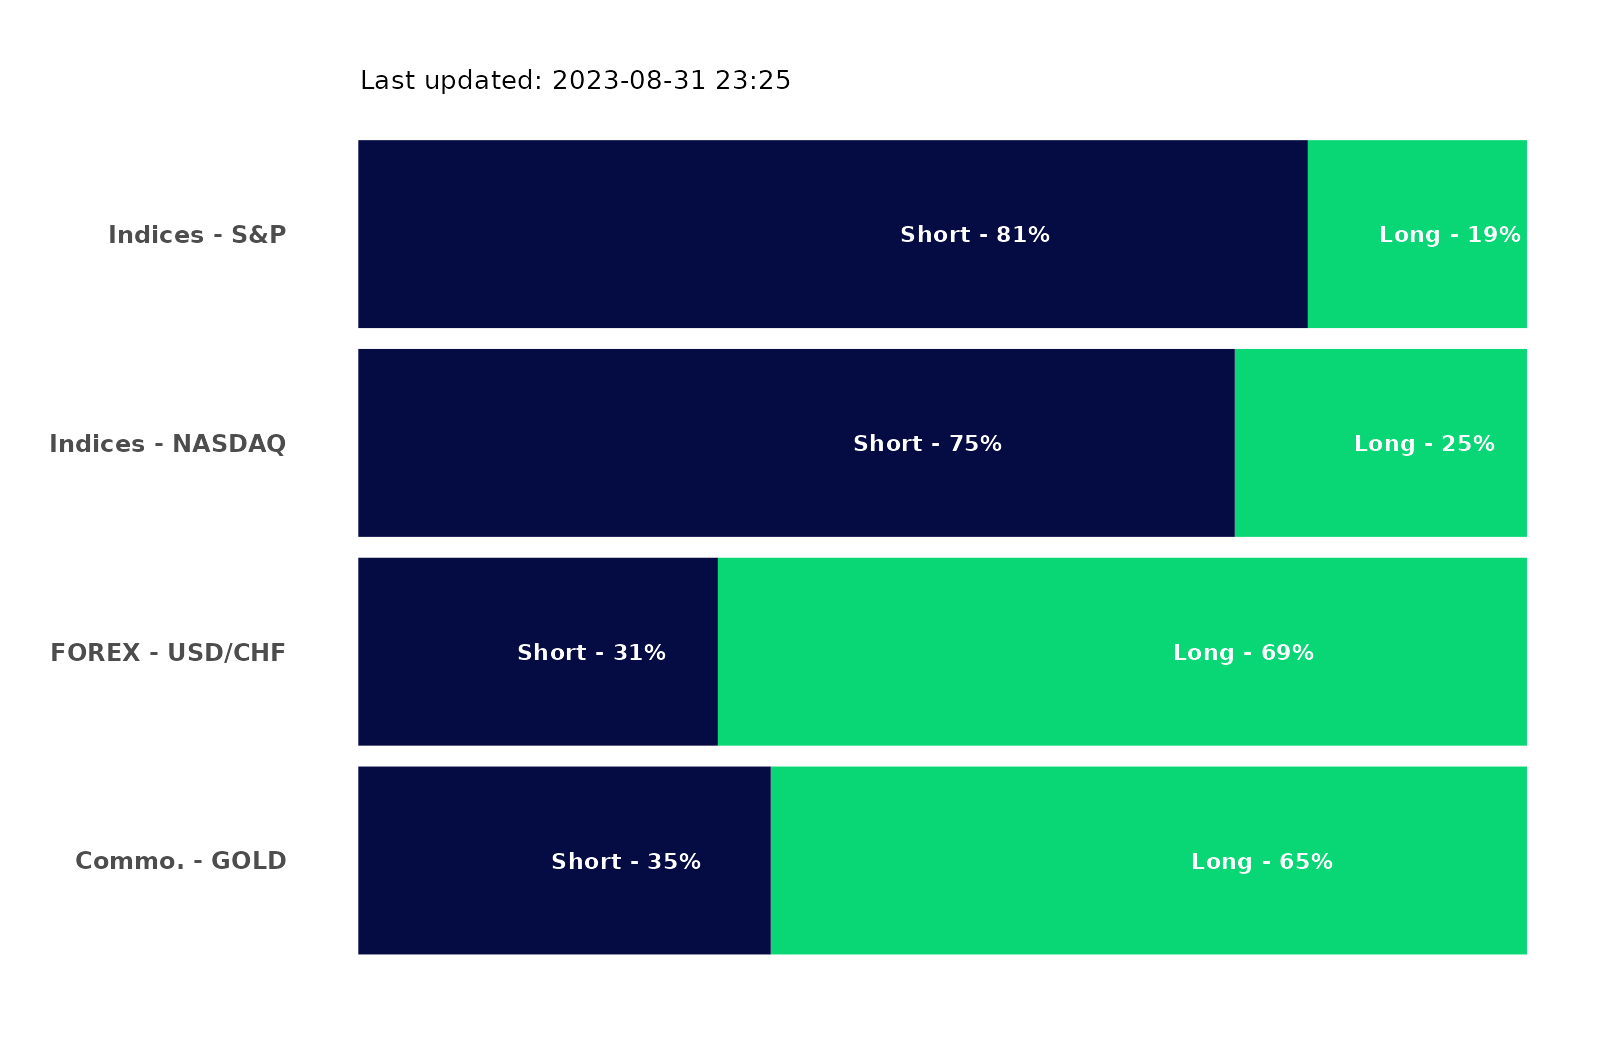 Last updated: 2023-08-31 23:25
Indices - S&P
Short - 81%
Long - 19%
Indices - NASDAQ
Short - 75%
Long - 25%
FOREX - USD/CHF
Short - 31%
Long - 69%
Commo. - GOLD
Short - 35%
Long - 65%